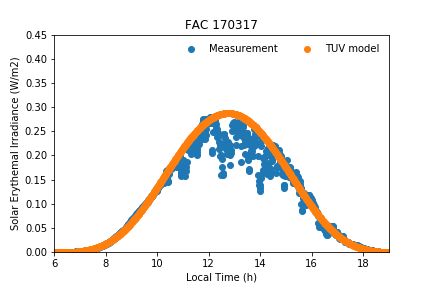 FAC 170317
Measurement TUV model
Solar Erythemal Irradiance (W/m2)
0.45
0.40
0.35
0.30
0.25
0.20
0.15
0.10
0.05
0.00
6 8 10 12 14 16 18
Local Time (h)